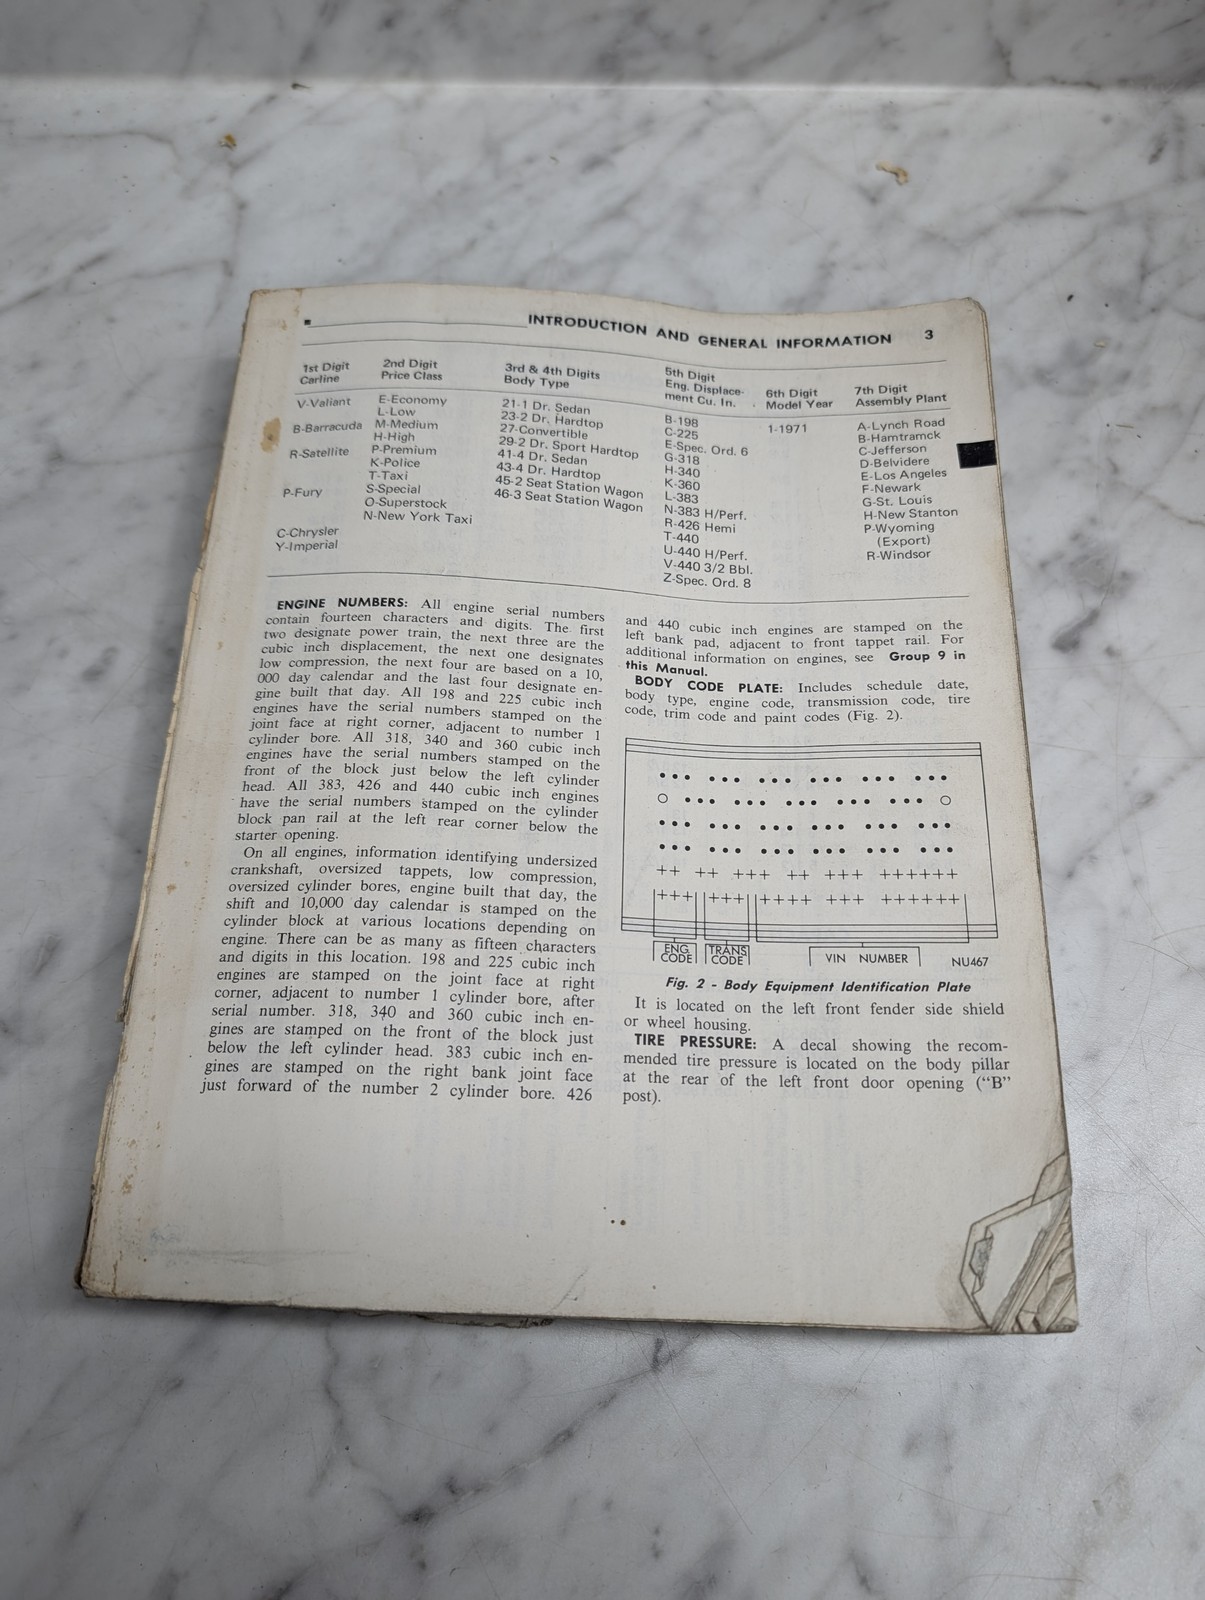 INTRODUCTION AND GENERAL INFORMATION 3
1st Digit
Carline
V-Valiant
B-Barracuda
R-Satellite
P-Fury
C-Chrysler
Y-Imperial
2nd Digit
Price Class
E-Economy
L-Low
M-Medium
H-High
P-Premium
K-Police
T-Taxi
S-Special
O-Superstock
N-New York Taxi
3rd & 4th Digits
Body Type
21-1 Dr. Sedan
23-2 Dr. Hardtop
27-Convertible
29-2 Dr. Sport Hardtop
41-4 Dr. Sedan
43-4 Dr. Hardtop
45-2 Seat Station Wagon
46-3 Seat Station Wagon
5th Digit
Eng. Displace-
ment Cu. In.
B-198
C-225
E-Spec. Ord. 6
G-318
H-340
K-360
L-383
N-383 H/Perf.
R-426 Hemi
T-440
U-440 H/Perf.
V-440 3/2 Bbl.
Z-Spec. Ord. 8
6th Digit
Model Year
1-1971
7th Digit
Assembly Plant
A-Lynch Road
B-Hamtramck
C-Jefferson
D-Belvidere
E-Los Angeles
F-Newark
G-St. Louis
H-New Stanton
P-Wyoming
(Export)
R-Windsor
ENGINE NUMBERS: All engine serial numbers
contain fourteen characters and digits. The first
two designate power train, the next three are the
cubic inch displacement, the next one designates
low compression, the next four are based on a 10,
000 day calendar and the last four designate en-
gine built that day. All 198 and 225 cubic inch
engines have the serial numbers stamped on the
joint face at right corner, adjacent to number 1
cylinder bore. All 318, 340 and 360 cubic inch
engines have the serial numbers stamped on the
front of the block just below the left cylinder
head. All 383, 426 and 440 cubic inch engines
have the serial numbers stamped on the cylinder
block pan rail at the left rear corner below the
starter opening.
On all engines, information identifying undersized
crankshaft, oversized tappets, low compression,
oversized cylinder bores, engine built that day, the
shift and 10,000 day calendar is stamped on the
cylinder block at various locations depending on
engine. There can be as many as fifteen characters
and digits in this location. 198 and 225 cubic inch
engines are stamped on the joint face at right
corner, adjacent to number 1 cylinder bore, after
serial number. 318, 340 and 360 cubic inch en-
gines are stamped on the front of the block just
below the left cylinder head. 383 cubic inch en-
gines are stamped on the right bank joint face
just forward of the number 2 cylinder bore. 426
and 440 cubic inch engines are stamped on the
left bank pad, adjacent to front tappet rail. For
additional information on engines, see Group 9 in
this Manual.
BODY CODE PLATE: Includes schedule date,
body type, engine code, transmission code, tire
code, trim code and paint codes (Fig. 2).
++ ++ +++ ++ +++ ++++++
+++ +++ ++++ +++ ++++++
ENG
CODE
TRANS
CODE
VIN NUMBER
NU467
Fig. 2 - Body Equipment Identification Plate
It is located on the left front fender side shield
or wheel housing.
TIRE PRESSURE: A decal showing the recom-
mended tire pressure is located on the body pillar
at the rear of the left front door opening (“B”
post).